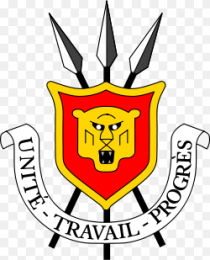 UNITÉ - TRAVAIL - PROGRÈS